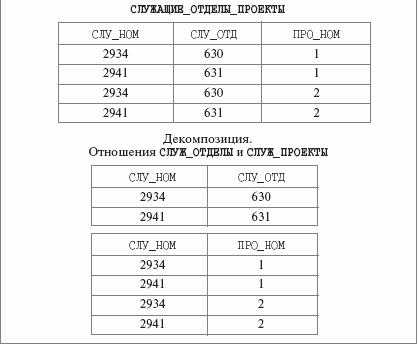 СЛУЖАЩИЕ_ОТДЕЛЫ_ПРОЕКТЫ
СЛУ_НОМ СЛУ_ОТД ПРО_НОМ
2934 630 1
2941 631 1
2934 630 2
2941 631 2
Декомпозиция.
Отношения СЛУЖ_ОТДЕЛЫ и СЛУЖ_ПРОЕКТЫ
СЛУ_НОМ СЛУ_ОТД
2934 630
2941 631
СЛУ_НОМ ПРО_НОМ
2934 1
2941 1
2934 2
2941 2